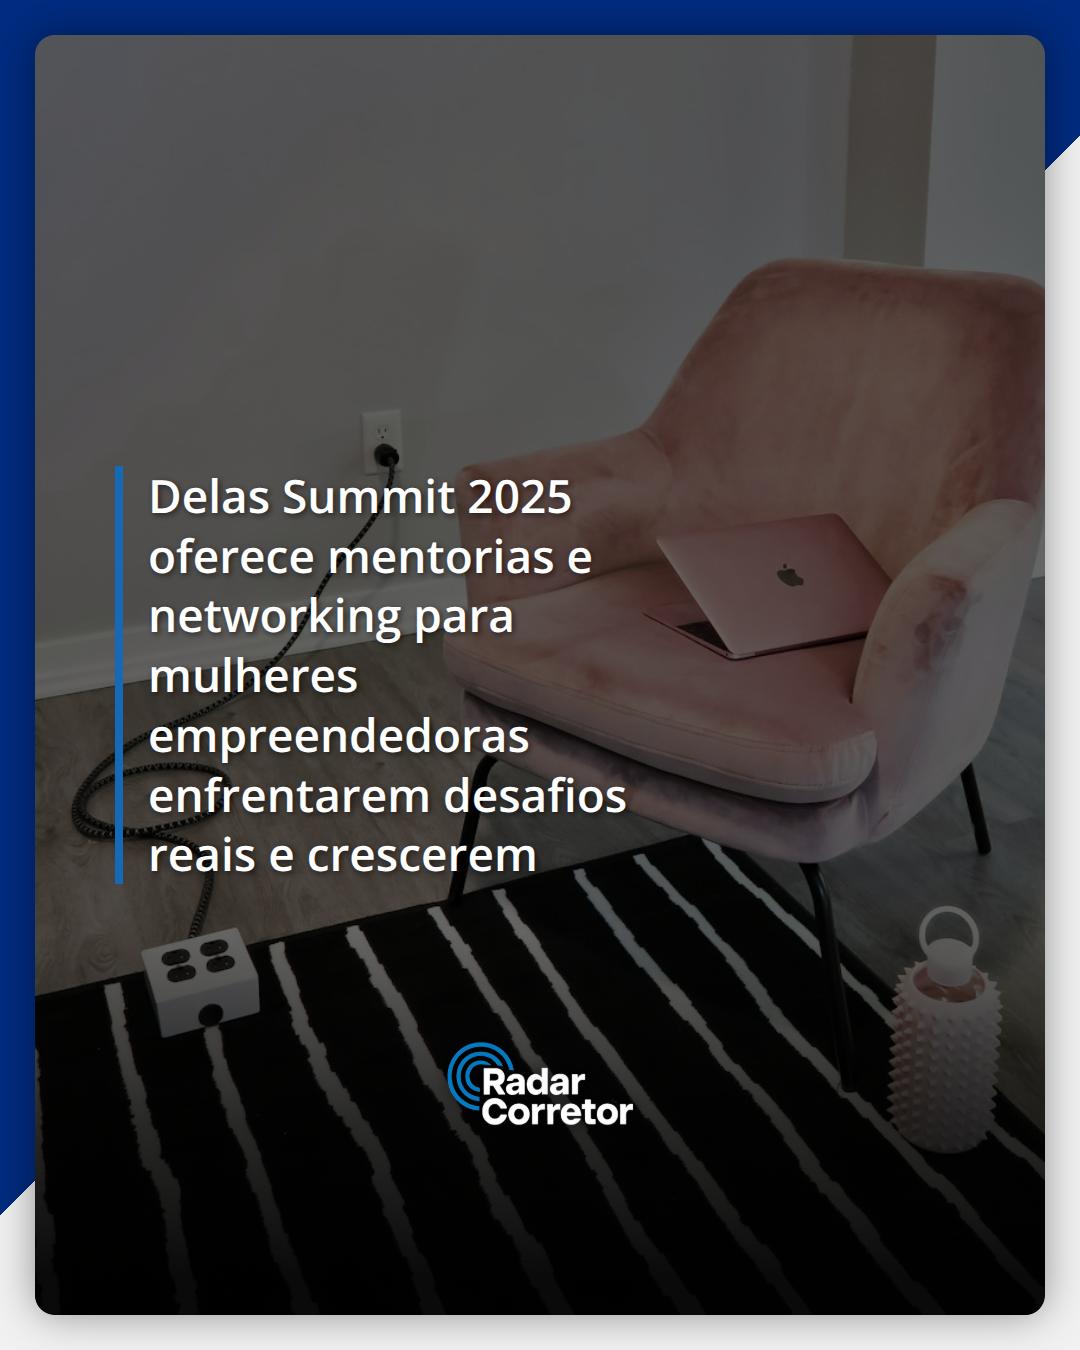 Delas Summit 2025
oferece mentorias e
networking para
mulheres
empreendedoras
enfrentarem desafios
reais e crescerem
Radar
Corretor